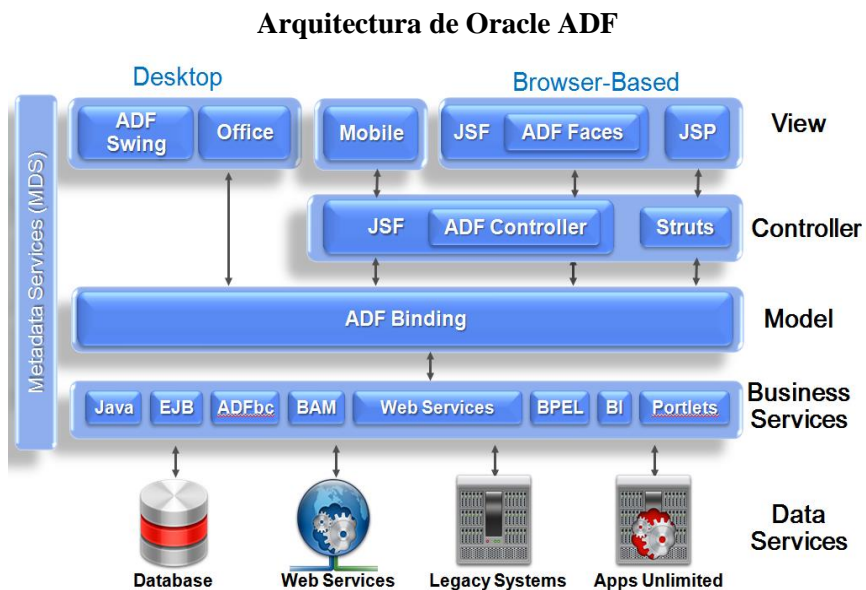 Arquitectura de Oracle ADF
Desktop
Browser-Based
Metadata Services (MDS)
ADF
Swing
Office
Mobile
JSF
ADF Faces
JSP
View
JSF
ADF Controller
Struts
Controller
ADF Binding
Model
Java
EJB
ADFbc
BAM
Web Services
BPEL
BI
Portlets
Business
Services
Database
Web Services
Legacy Systems
Apps Unlimited
Data
Services